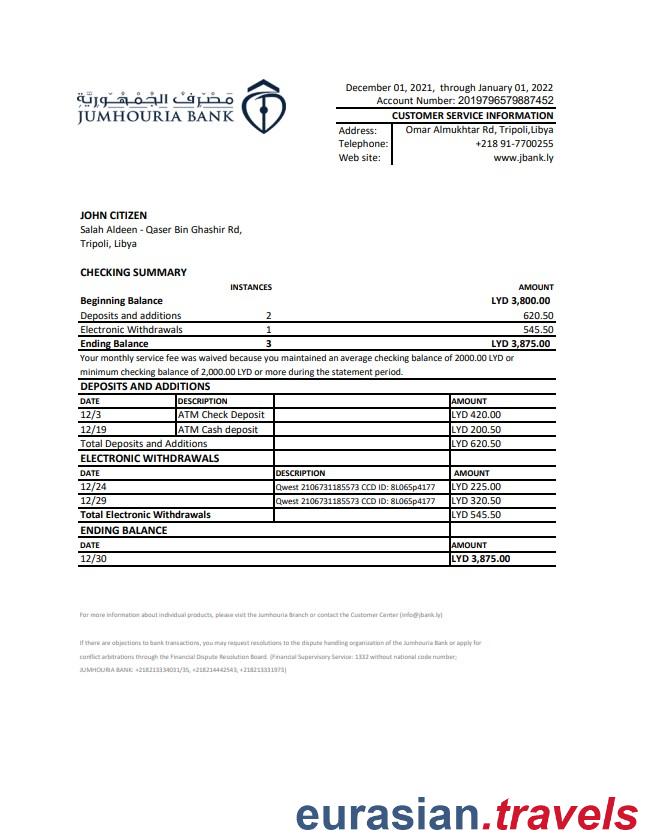 مصرف الجمهورية
JUMHOURIA BANK
December 01, 2021, through January 01, 2022
Account Number: 2019796579887452
CUSTOMER SERVICE INFORMATION
Address: Omar Almukhtar Rd, Tripoli,Libya
Telephone: +218 91-7700255
Web site: www.jbank.ly
JOHN CITIZEN
Salah Aldeen - Qaser Bin Ghashir Rd,
Tripoli, Libya
CHECKING SUMMARY
INSTANCES AMOUNT
Beginning Balance LYD 3,800.00
Deposits and additions 2 620.50
Electronic Withdrawals 1 545.50
Ending Balance 3 LYD 3,875.00
Your monthly service fee was waived because you maintained an average checking balance of 2000.00 LYD or
minimum checking balance of 2,000.00 LYD or more during the statement period.
DEPOSITS AND ADDITIONS
DATE DESCRIPTION AMOUNT
12/3 ATM Check Deposit LYD 420.00
12/19 ATM Cash deposit LYD 200.50
Total Deposits and Additions LYD 620.50
ELECTRONIC WITHDRAWALS
DATE DESCRIPTION AMOUNT
12/24 Qwest 2106731185573 CCD ID: 8L065p4177 LYD 225.00
12/29 Qwest 2106731185573 CCD ID: 8L065p4177 LYD 320.50
Total Electronic Withdrawals LYD 545.50
ENDING BALANCE
DATE AMOUNT
12/30 LYD 3,875.00
For more information about individual products, please visit the Jumhouria Branch or contact the Customer Center (info@jbank.ly)
If there are objections to bank transactions, you may request resolutions to the dispute handling organization of the Jumhouria Bank or apply for
conflict arbitrations through the Financial Dispute Resolution Board. (Financial Supervisory Service: 1332 without national code number;
JUMHOURIA BANK: +218213334031/35, +218214442543, +218213331973)
eurasian.travels